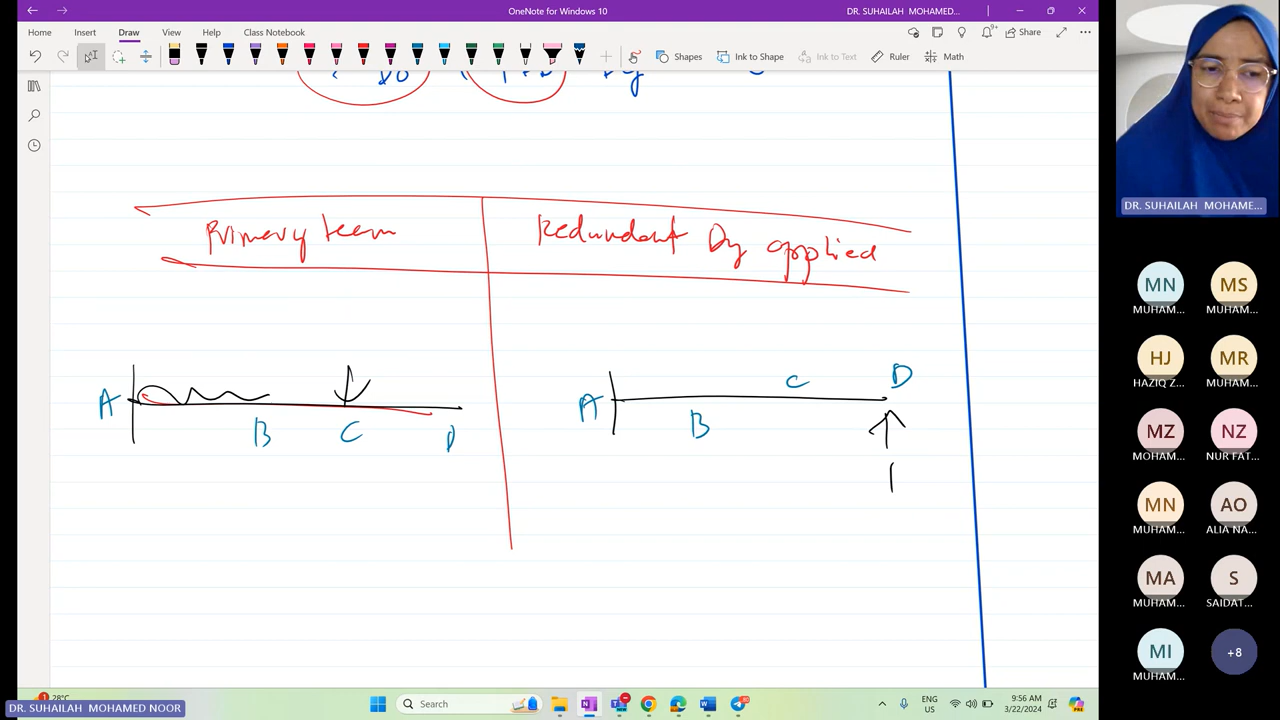 OneNote for Windows 10
DR. SUHAILAH MOHAMED...
Home Insert Draw View Help Class Notebook
Share
Shapes Ink to Shape Ink to Text Ruler Math
Primary beam
Redundant Dy applied
A B C D
A B C D
1
DR. SUHAILAH MOHAME...
MN MS
MUHAM... MUHAM...
HJ MR
HAZIQ Z... MUHAM...
MZ NZ
MOHAM... NUR FAT...
MN AO
MUHAM... ALIA NA...
MA S
MUHAM... SAIDAT...
MI +8
MUHAM...
28°C
DR. SUHAILAH MOHAMED NOOR
Search
ENG
US
9:56 AM
3/22/2024